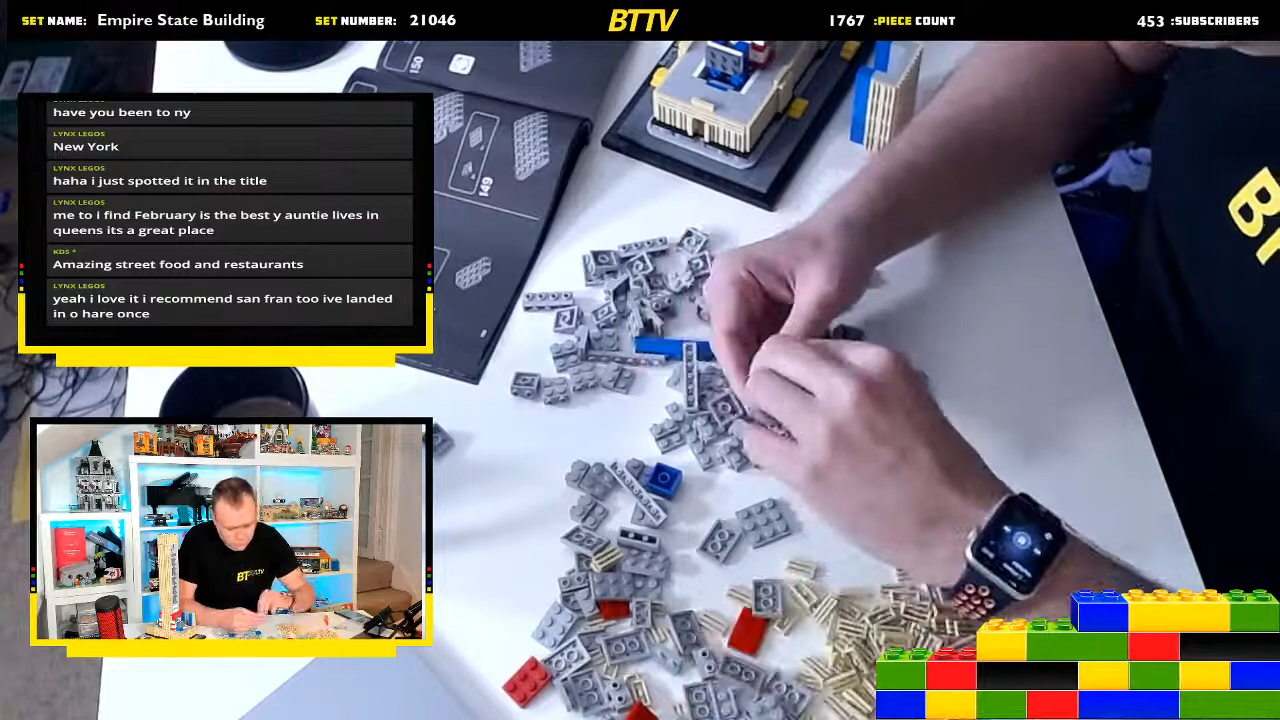 SET NAME: Empire State Building SET NUMBER: 21046 BTTV 1767 :PIECE COUNT 453 :SUBSCRIBERS
150
149
have you been to ny
LYNX LEGOS
New York
LYNX LEGOS
haha i just spotted it in the title
LYNX LEGOS
me to i find February is the best y auntie lives in
queens its a great place
KDS *
Amazing street food and restaurants
LYNX LEGOS
yeah i love it i recommend san fran too ive landed
in o hare once